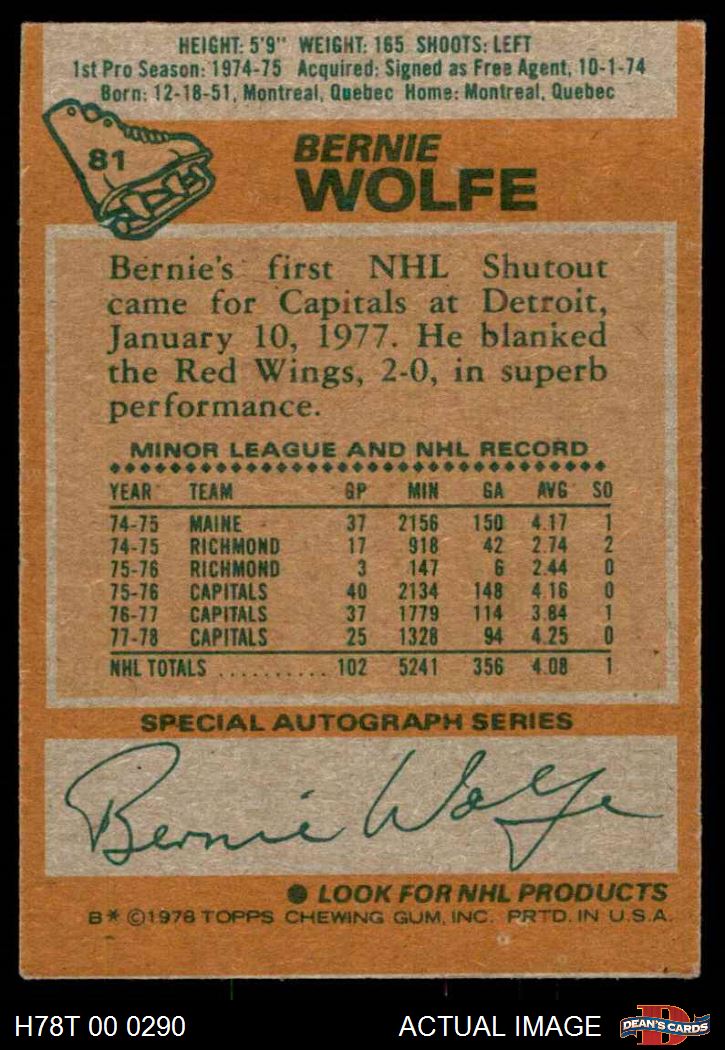 HEIGHT: 5'9" WEIGHT: 165 SHOOTS: LEFT
1st Pro Season: 1974-75 Acquired: Signed as Free Agent, 10-1-74
Born: 12-18-51, Montreal, Quebec Home: Montreal, Quebec
81
BERNIE
WOLFE
Bernie's first NHL Shutout
came for Capitals at Detroit,
January 10, 1977. He blanked
the Red Wings, 2-0, in superb
performance.
MINOR LEAGUE AND NHL RECORD
YEAR TEAM GP MIN GA AVG SO
74-75 MAINE 37 2156 150 4.17 1
74-75 RICHMOND 17 918 42 2.74 2
75-76 RICHMOND 3 147 6 2.44 0
75-76 CAPITALS 40 2134 148 4.16 0
76-77 CAPITALS 37 1779 114 3.84 1
77-78 CAPITALS 25 1328 94 4.25 0
NHL TOTALS .......... 102 5241 356 4.08 1
SPECIAL AUTOGRAPH SERIES
Bernie Wolfe
● LOOK FOR NHL PRODUCTS
B* ©1978 TOPPS CHEWING GUM, INC. PRTD. IN U.S.A.
H78T 00 0290 ACTUAL IMAGE
D
DEAN'S CARDS